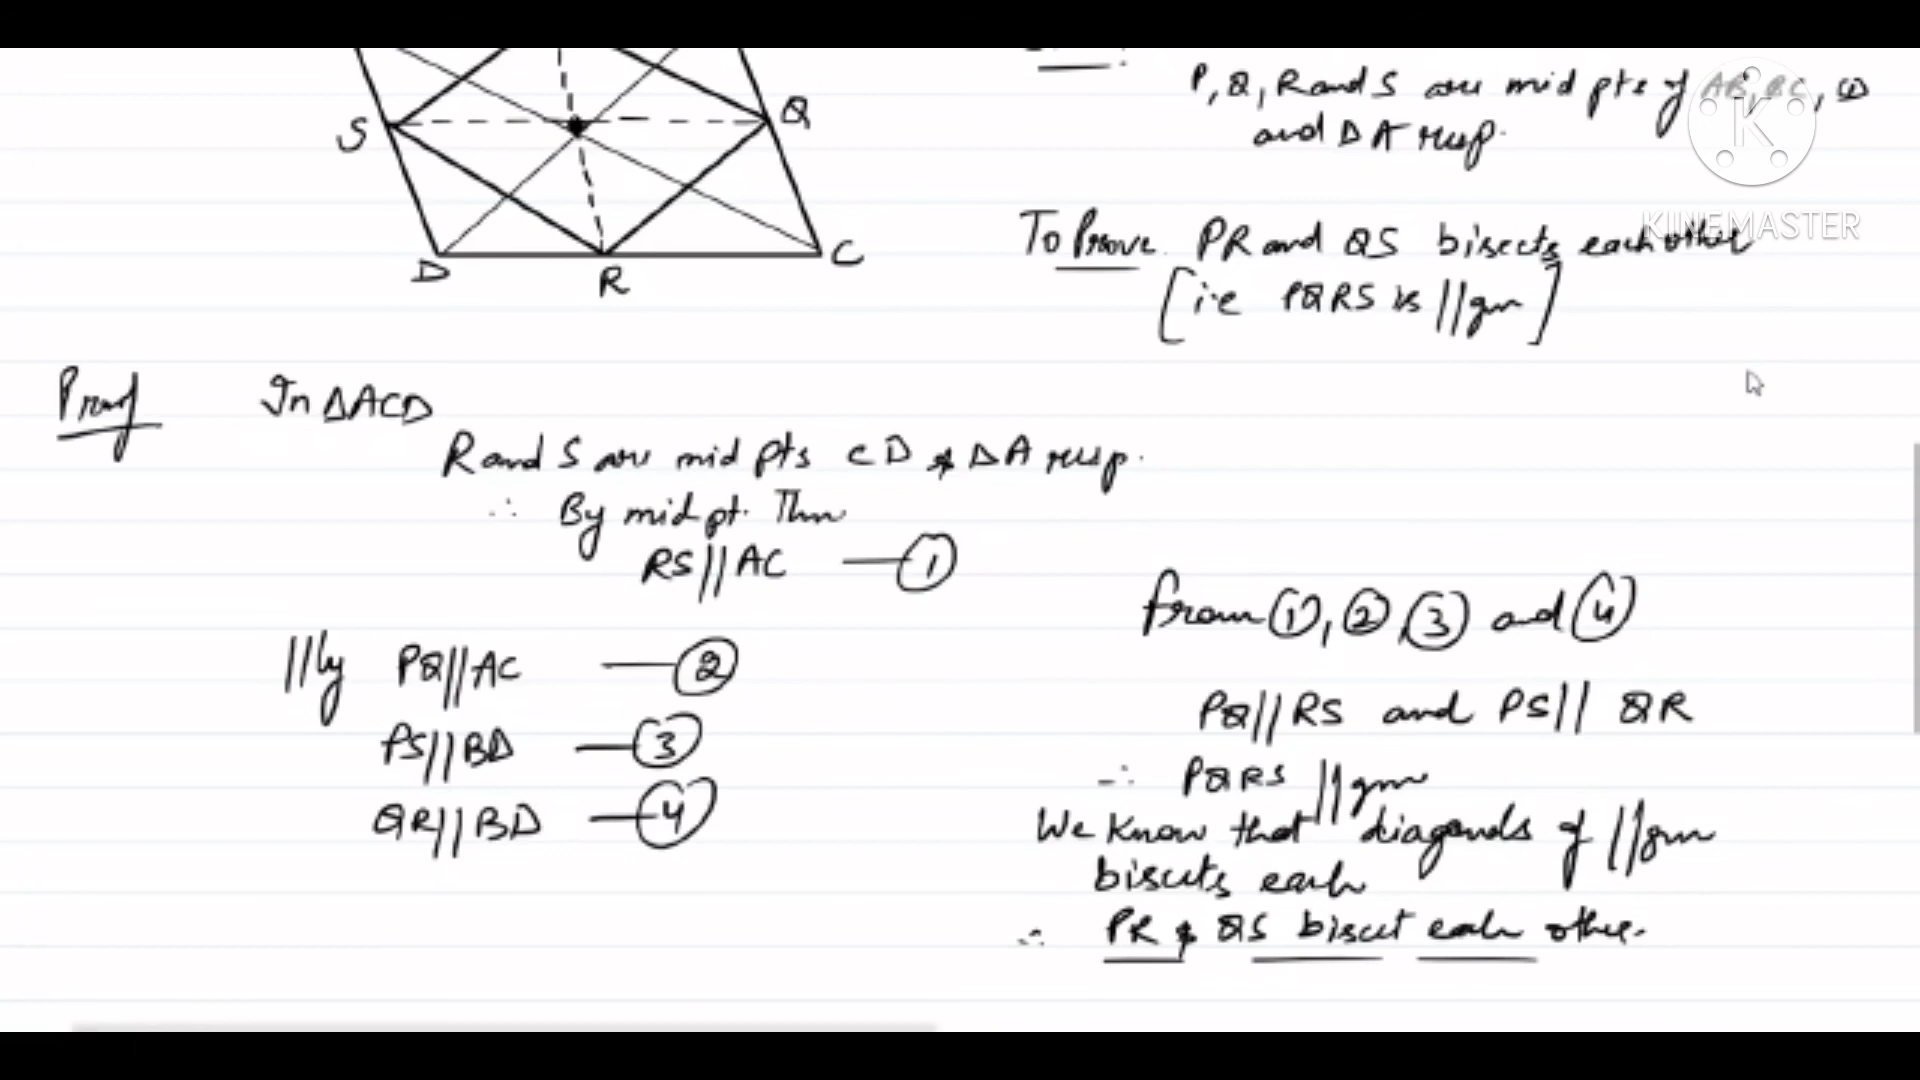 P, Q, R and S are mid pts of AB, BC, CD
and DA resp.
S
Q
D
R
C
K
KINEMASTER
To Prove. PR and QS bisects each other
[i.e PQRS is //gm]
Proof In ΔACD
R and S are mid pts CD & DA resp.
∴ By mid pt. Thm
RS//AC —①
//ly PQ//AC —②
PS//BD —③
QR//BD —④
from ①, ② ③ and ④
PQ//RS and PS//QR
∴ PQRS //gm
We know that diagonals of //gm
bisects each
∴ PR & QS bisect each other.